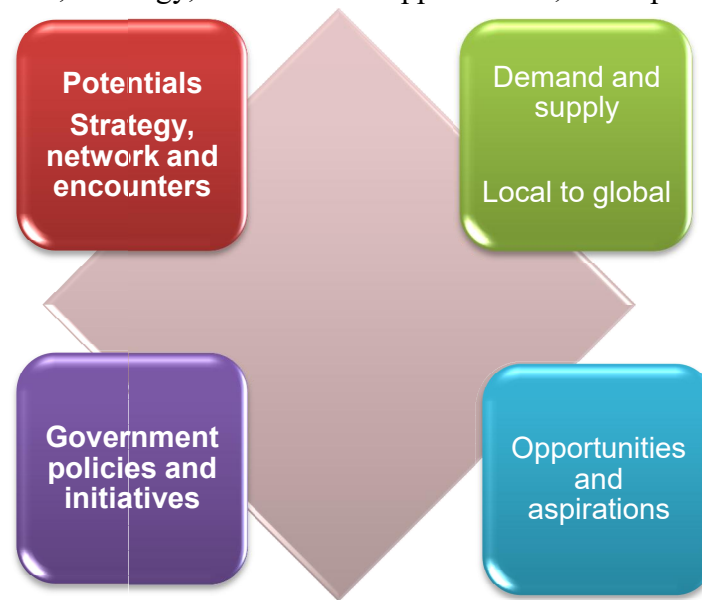 Potentials
Strategy,
network and
encounters
Demand and
supply
Local to global
Government
policies and
initiatives
Opportunities
and
aspirations